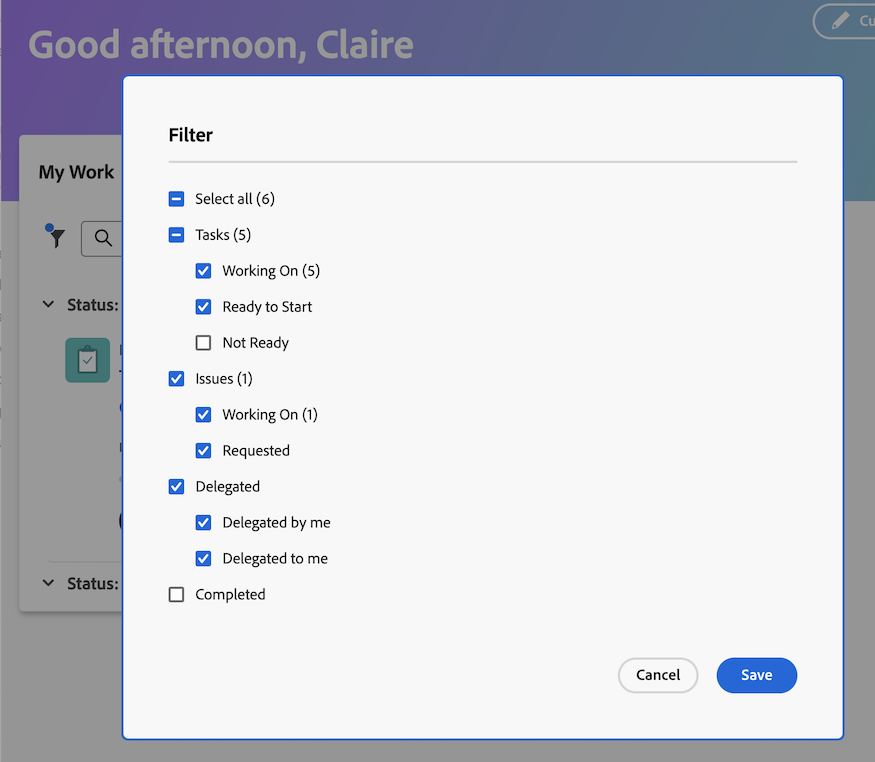 Good afternoon, Claire
Cu
Filter
My Work
Select all (6)
Tasks (5)
Working On (5)
Ready to Start
Status:
Not Ready
Issues (1)
Working On (1)
Requested
Delegated
Delegated by me
Delegated to me
Status:
Completed
Cancel
Save